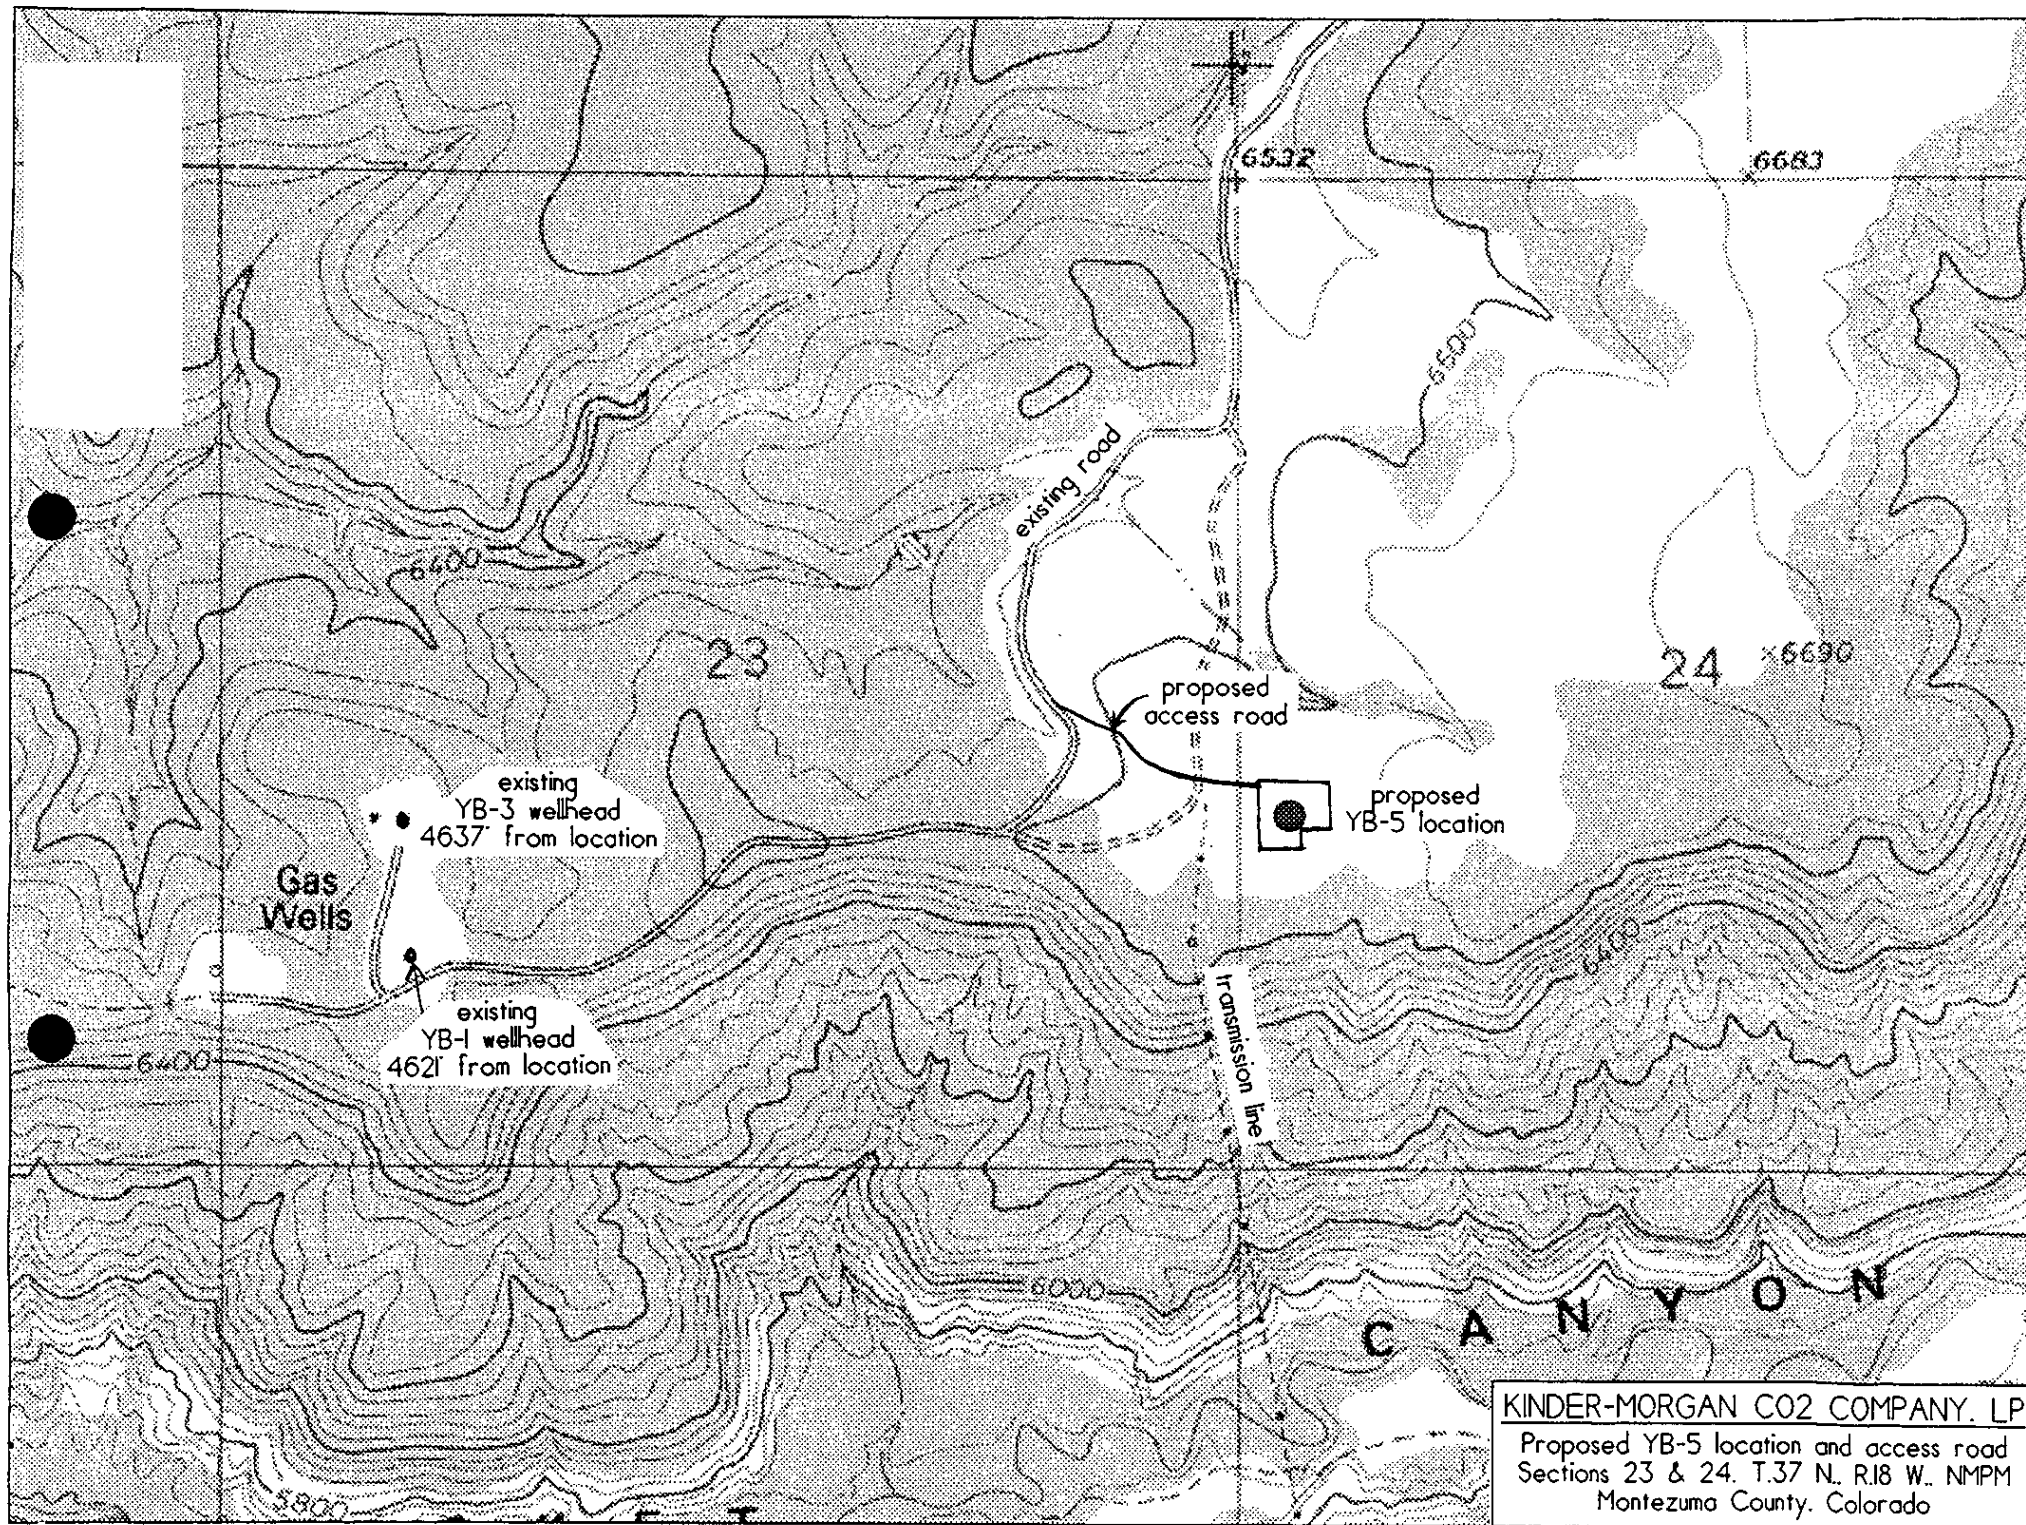 6532
6683
6500
existing road
6400
23
24
×6690
proposed
access road
existing
YB-3 wellhead
4637' from location
proposed
YB-5 location
Gas
Wells
6400
transmission line
existing
YB-1 wellhead
4621' from location
6400
6000
CANYON
5800
KINDER-MORGAN CO2 COMPANY. LP
Proposed YB-5 location and access road
Sections 23 & 24. T.37 N.. R.18 W.. NMPM
Montezuma County. Colorado